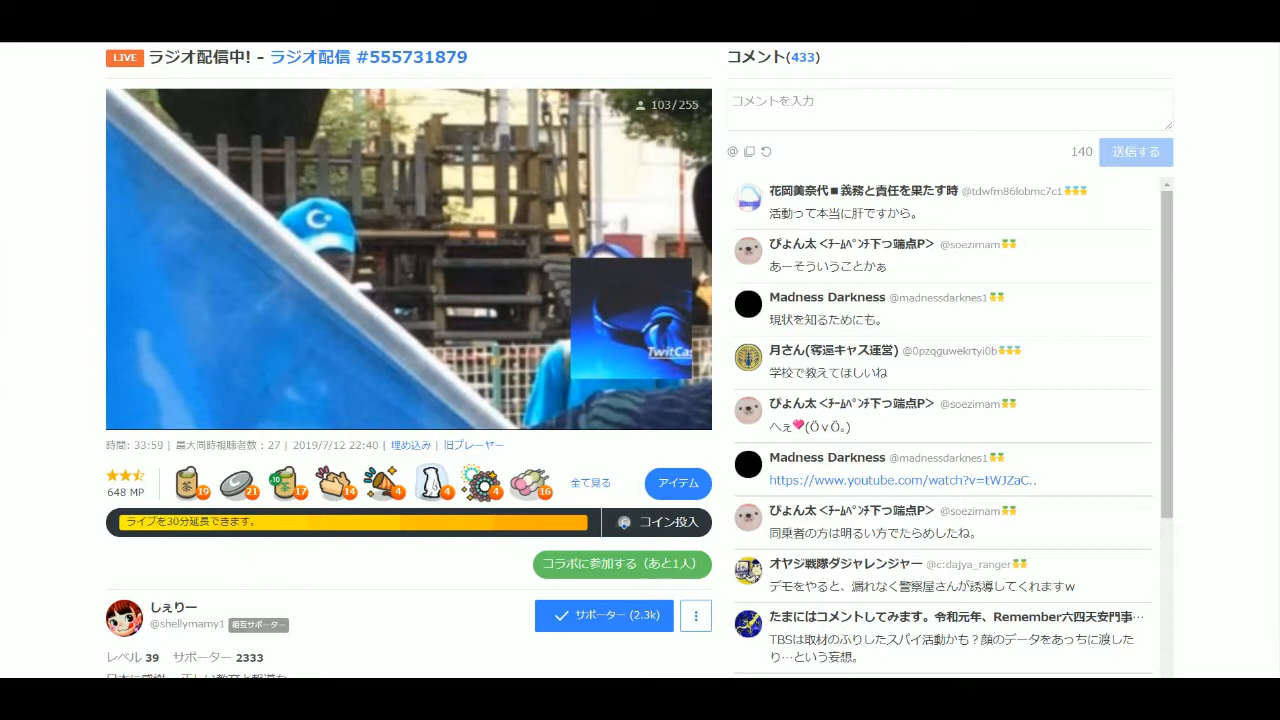 LIVE ラジオ配信中! - ラジオ配信 #555731879
103/255
TwitCas
時間: 33:59 | 最大同時視聴者数 : 27 | 2019/7/12 22:40 | 埋め込み | 旧プレーヤー
648 MP
茶 19
21
+10 茶 17
14
4
4
4
16
全て見る
アイテム
ライブを30分延長できます。
コイン投入
コラボに参加する（あと1人）
しぇりー
@shellymamy1 相互サポーター
サポーター (2.3k)
レベル 39 サポーター 2333
コメント(433)
コメントを入力
140 送信する
花岡美奈代■義務と責任を果たす時 @tdwfm86lobmc7c1
活動って本当に肝ですから。
ぴょん太<ﾁｰﾑﾍﾟﾝﾁ下っ端点P> @soezimam
あーそういうことかぁ
Madness Darkness @madnessdarknes1
現状を知るためにも。
月さん(奪還キャス運営) @0pzqguwekrtyi0b
学校で教えてほしいね
ぴょん太<ﾁｰﾑﾍﾟﾝﾁ下っ端点P> @soezimam
へぇ💖(ӦｖӦ｡)
Madness Darkness @madnessdarknes1
https://www.youtube.com/watch?v=tWJZaC..
ぴょん太<ﾁｰﾑﾍﾟﾝﾁ下っ端点P> @soezimam
同乗者の方は明るい方でたらめしたね。
オヤジ戦隊ダジャレンジャー @c:dajya_ranger
デモをやると、漏れなく警察屋さんが誘導してくれますｗ
たまにはコメントしてみます。令和元年、Remember六四天安門事…
TBSは取材のふりしたスパイ活動かも？顔のデータをあっちに渡した
り…という妄想。